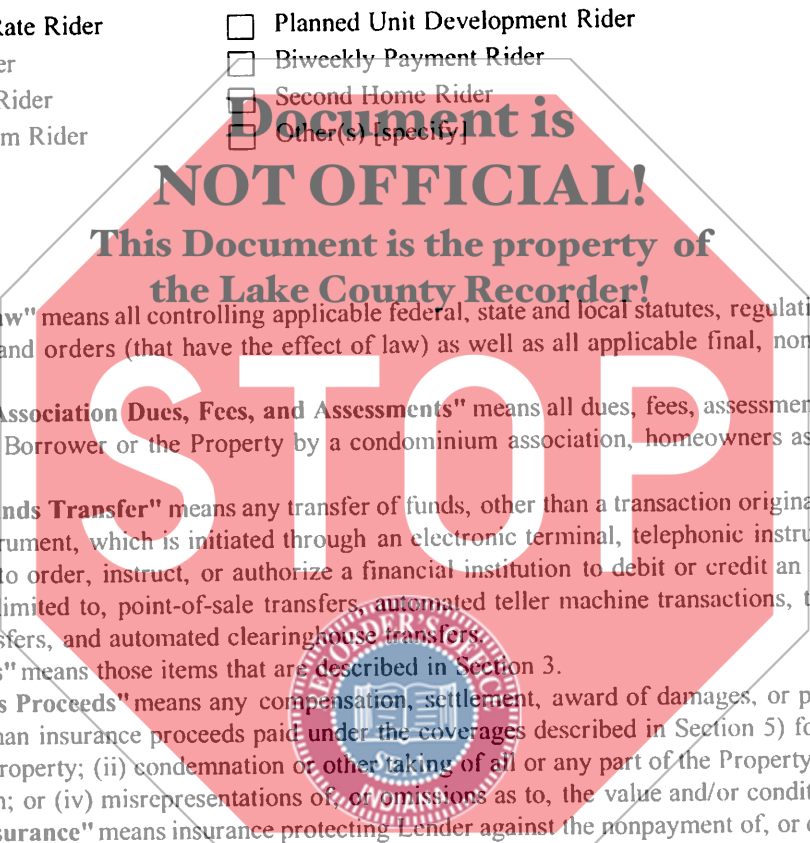 Rate Rider
☐ Planned Unit Development Rider
er
☐ Biweekly Payment Rider
Rider
☐ Second Home Rider
m Rider
☐ Other(s) [specify]
Document is
NOT OFFICIAL!
This Document is the property of
the Lake County Recorder!
w" means all controlling applicable federal, state and local statutes, regulati
and orders (that have the effect of law) as well as all applicable final, non
Association Dues, Fees, and Assessments" means all dues, fees, assessmen
Borrower or the Property by a condominium association, homeowners as
nds Transfer" means any transfer of funds, other than a transaction origina
rument, which is initiated through an electronic terminal, telephonic instru
to order, instruct, or authorize a financial institution to debit or credit an
limited to, point-of-sale transfers, automated teller machine transactions, t
sfers, and automated clearinghouse transfers.
s" means those items that are described in Section 3.
s Proceeds" means any compensation, settlement, award of damages, or p
han insurance proceeds paid under the coverages described in Section 5) fo
roperty; (ii) condemnation or other taking of all or any part of the Property
n; or (iv) misrepresentations of, or omissions as to, the value and/or condit
surance" means insurance protecting Lender against the nonpayment of, or
STOP
RECORDER'S OFFICE
SEAL
INDIANA